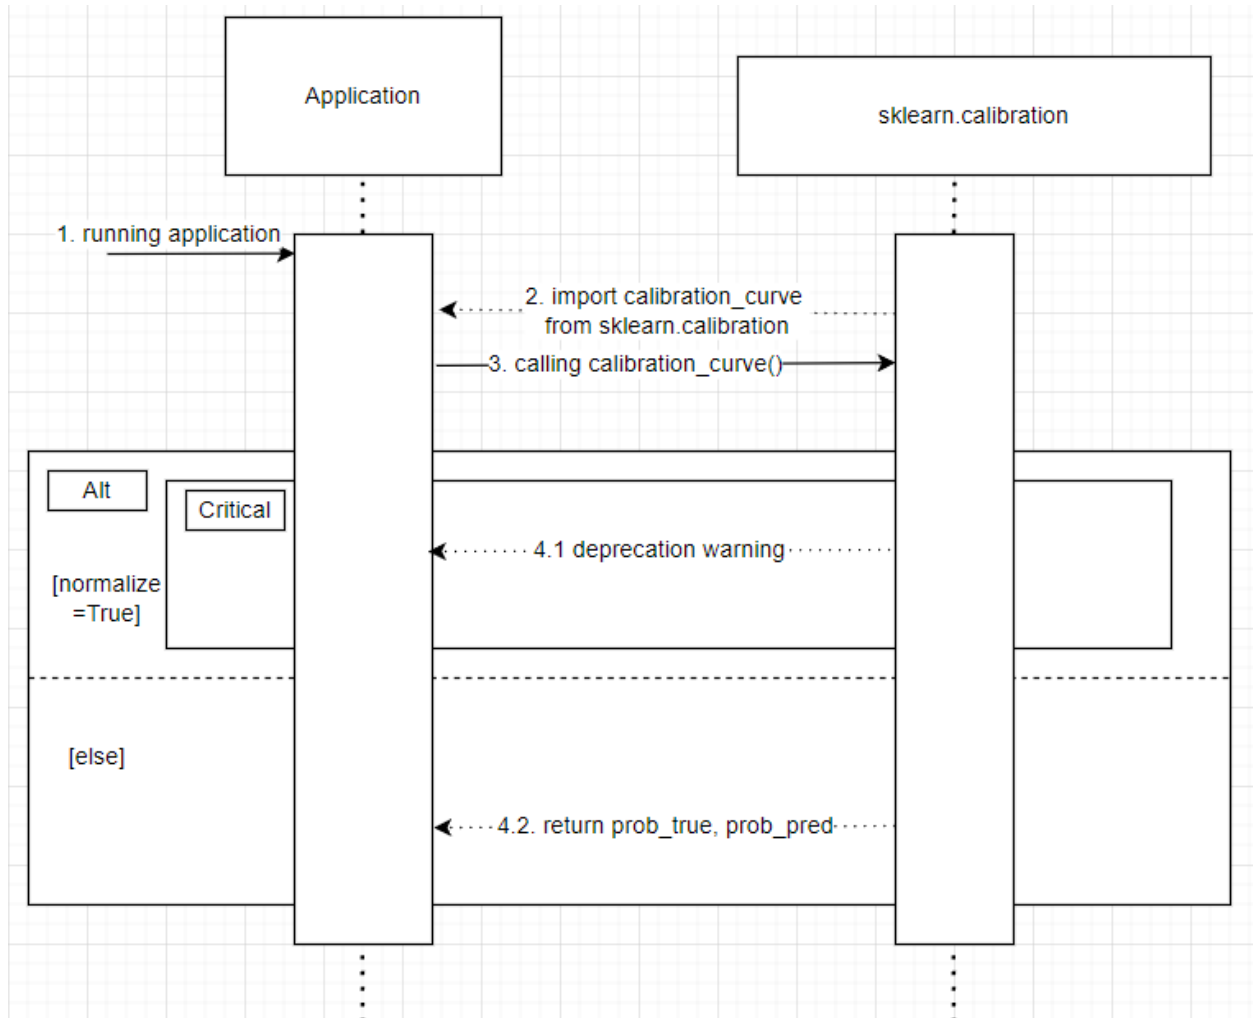 Application
sklearn.calibration
1. running application
2. import calibration_curve
from sklearn.calibration
3. calling calibration_curve()
Alt
Critical
4.1 deprecation warning
[normalize
=True]
[else]
4.2. return prob_true, prob_pred